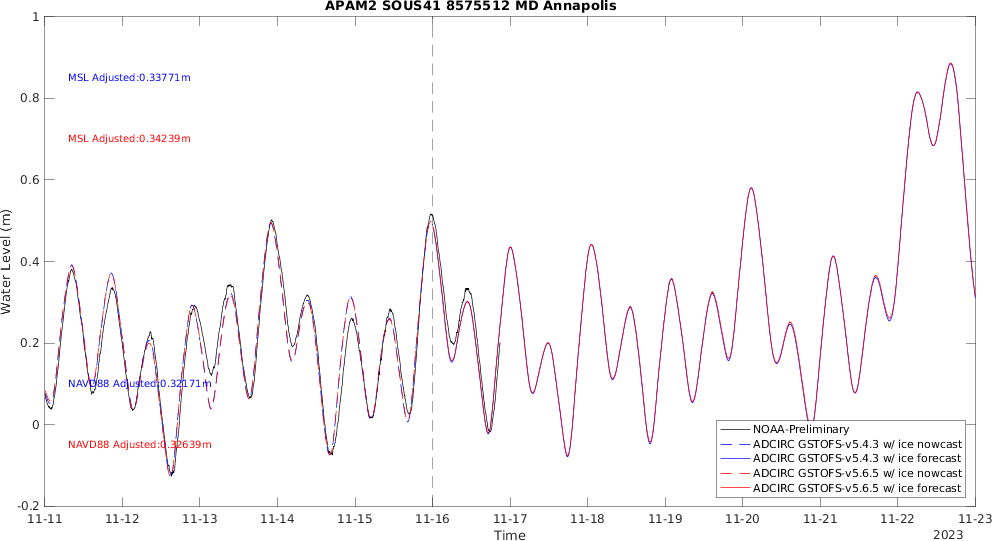 APAM2 SOUS41 8575512 MD Annapolis
1
0.8
0.6
0.4
0.2
0
-0.2
Water Level (m)
MSL Adjusted:0.33771m
MSL Adjusted:0.34239m
NAVD88 Adjusted:0.32171m
NAVD88 Adjusted:0.32639m
NOAA-Preliminary
ADCIRC GSTOFS-v5.4.3 w/ ice nowcast
ADCIRC GSTOFS-v5.4.3 w/ ice forecast
ADCIRC GSTOFS-v5.6.5 w/ ice nowcast
ADCIRC GSTOFS-v5.6.5 w/ ice forecast
11-11 11-12 11-13 11-14 11-15 11-16 11-17 11-18 11-19 11-20 11-21 11-22 11-23
Time
2023